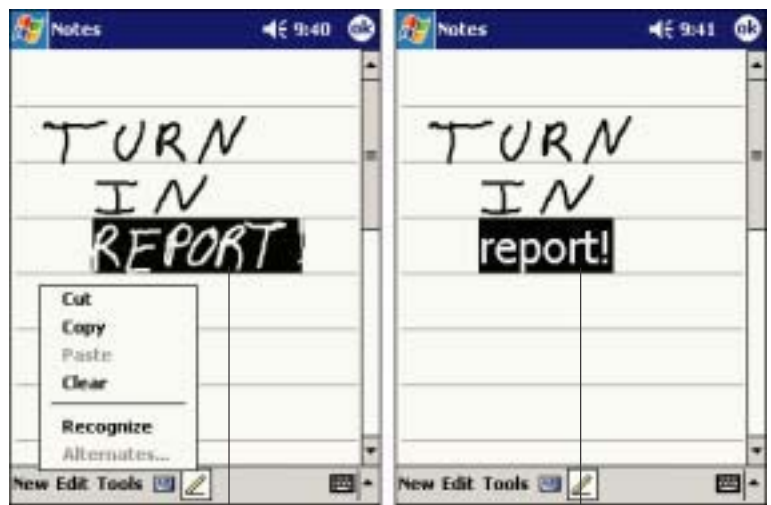 Notes 9:40 ok
TURN
IN
REPORT!
Cut
Copy
Paste
Clear
Recognize
Alternates...
New Edit Tools
Notes 9:41 ok
TURN
IN
report!
New Edit Tools